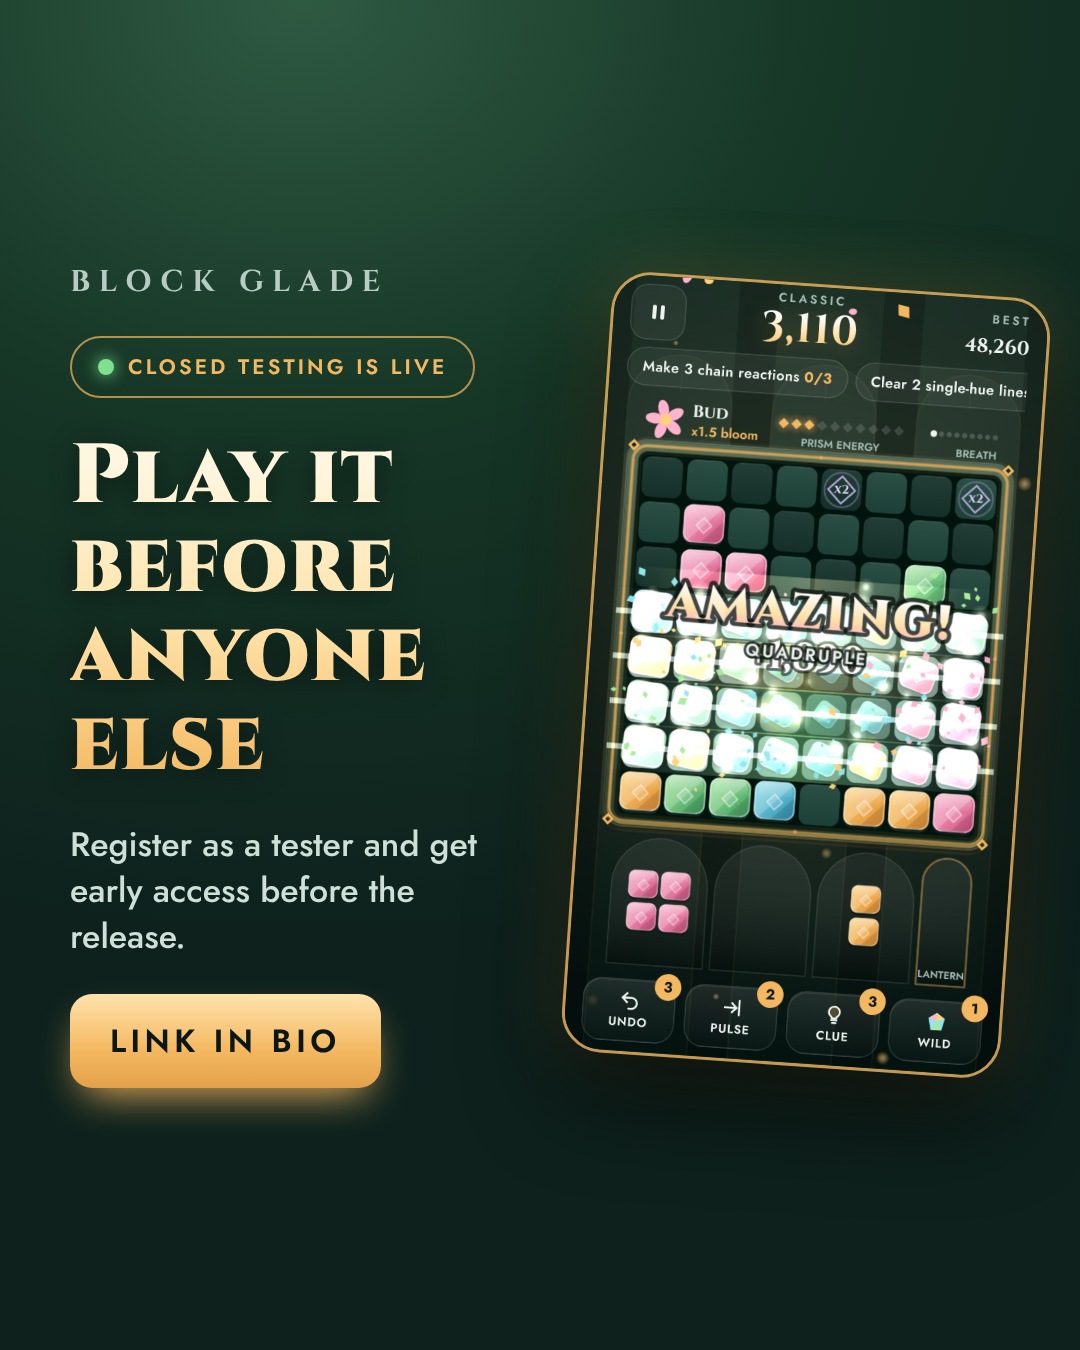 BLOCK GLADE
CLOSED TESTING IS LIVE
PLAY IT
BEFORE
ANYONE
ELSE
Register as a tester and get
early access before the
release.
LINK IN BIO
CLASSIC
3,110
BEST
48,260
Make 3 chain reactions 0/3
Clear 2 single-hue lines
BUD
x1.5 bloom
PRISM ENERGY
BREATH
x2
x2
AMAZING!
QUADRUPLE
LANTERN
3
UNDO
2
PULSE
3
CLUE
1
WILD